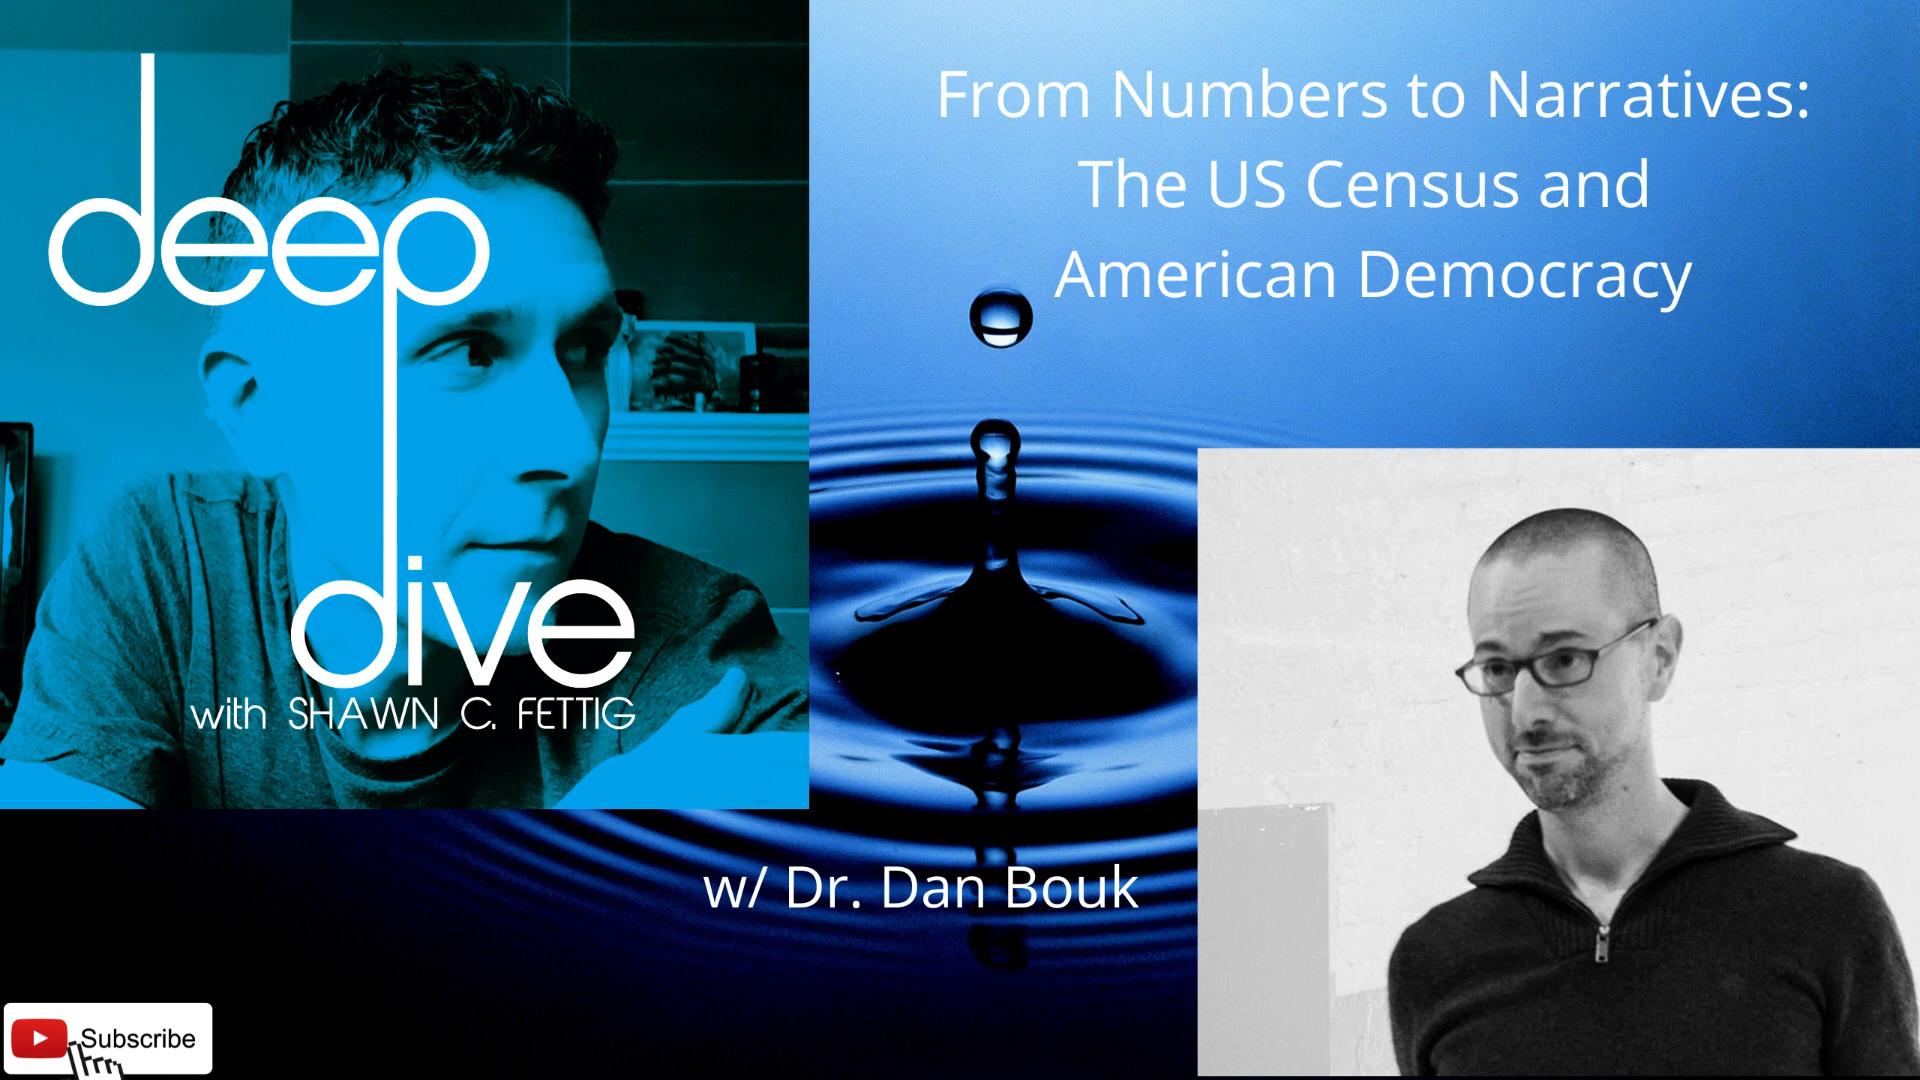 deep
dive
with SHAWN C. FETTIG
From Numbers to Narratives:
The US Census and
American Democracy
w/ Dr. Dan Bouk
Subscribe